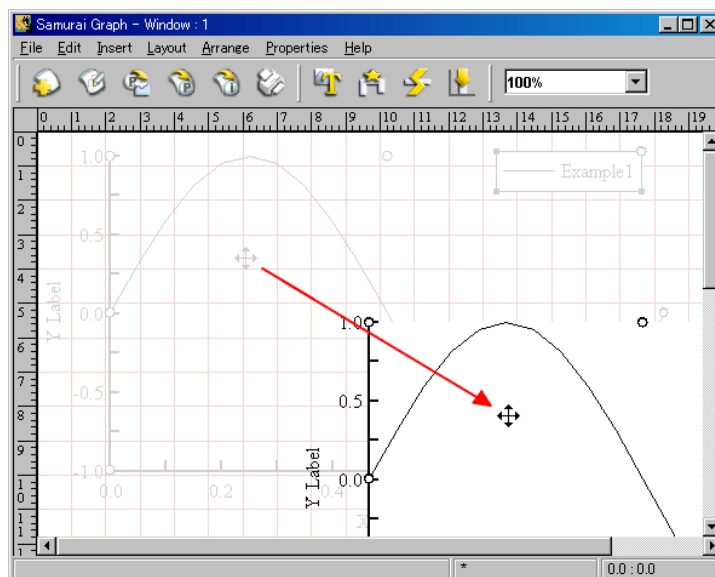 Samurai Graph - Window : 1
File Edit Insert Layout Arrange Properties Help
P P i T 100%
0 1 2 3 4 5 6 7 8 9 10 11 12 13 14 15 16 17 18 19
0
1
2
3
4
5
6
7
8
9
10
11
1.0
0.5
0.0
-0.5
-1.0
Y Label
0.0 0.2 0.4
X
Example1
1.0
0.5
0.0
Y Label
* 0.0 : 0.0